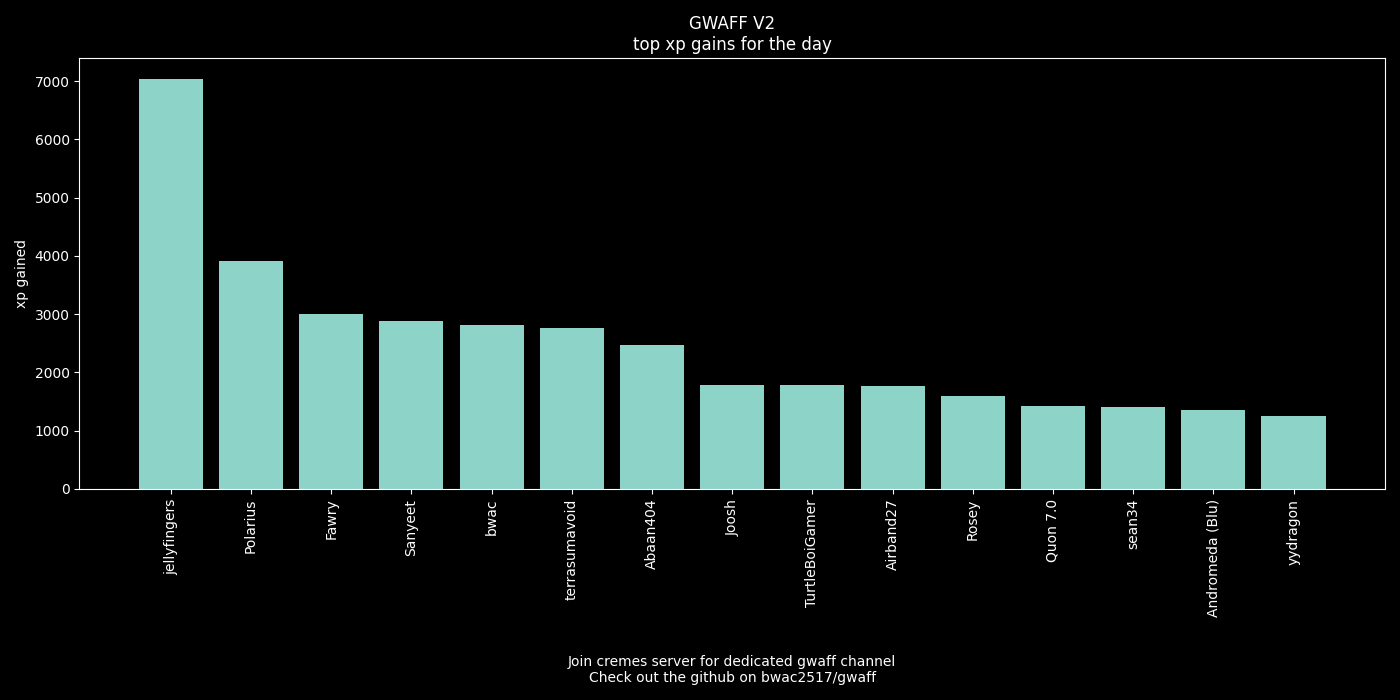 GWAFF V2
top xp gains for the day
xp gained
7000
6000
5000
4000
3000
2000
1000
0
jellyfingers
Polarius
Fawry
Sanyeet
bwac
terrasumavoid
Abaan404
Joosh
TurtleBoiGamer
Airband27
Rosey
Quon 7.0
sean34
Andromeda (Blu)
yydragon
Join cremes server for dedicated gwaff channel
Check out the github on bwac2517/gwaff